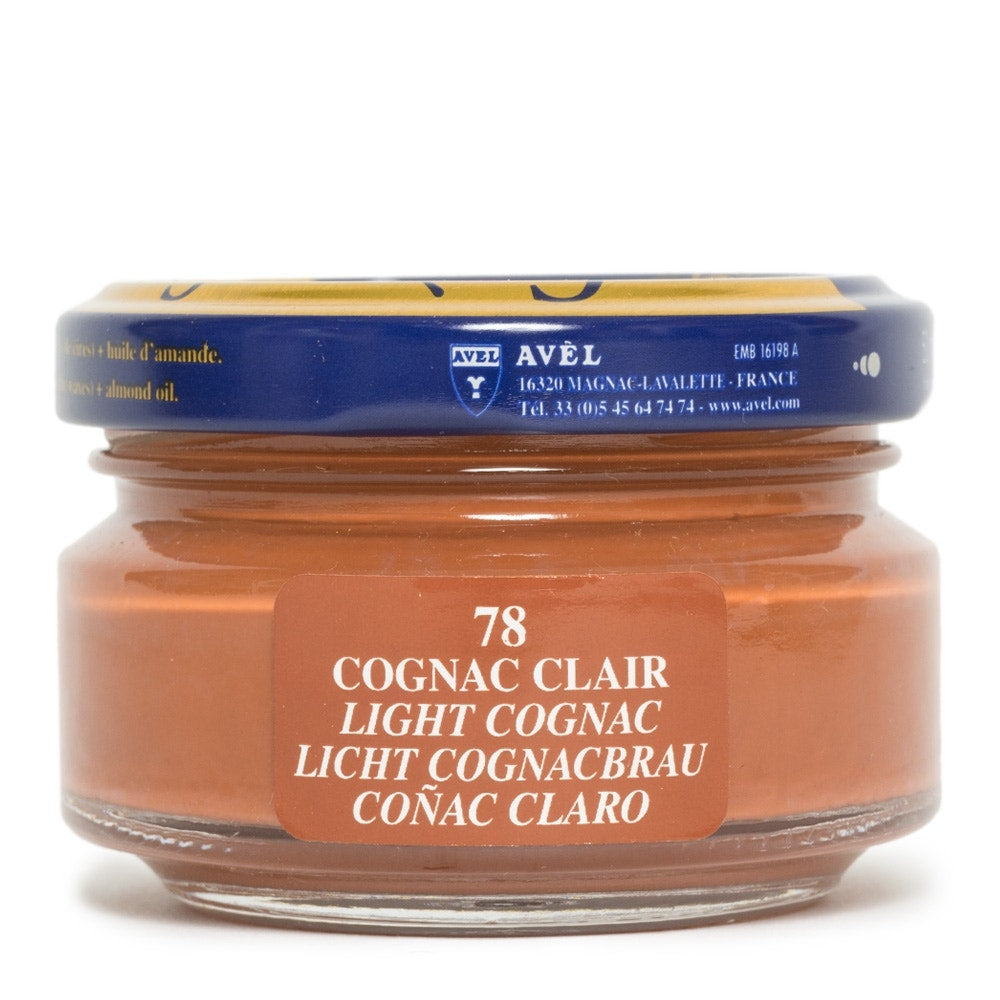 + huile d'amande.
+ almond oil.
AVEL
AVÈL
EMB 16198 A
16320 MAGNAC-LAVALETTE - FRANCE
Tél. 33 (0)5 45 64 74 74 - www.avel.com
78
COGNAC CLAIR
LIGHT COGNAC
LICHT COGNACBRAU
COÑAC CLARO